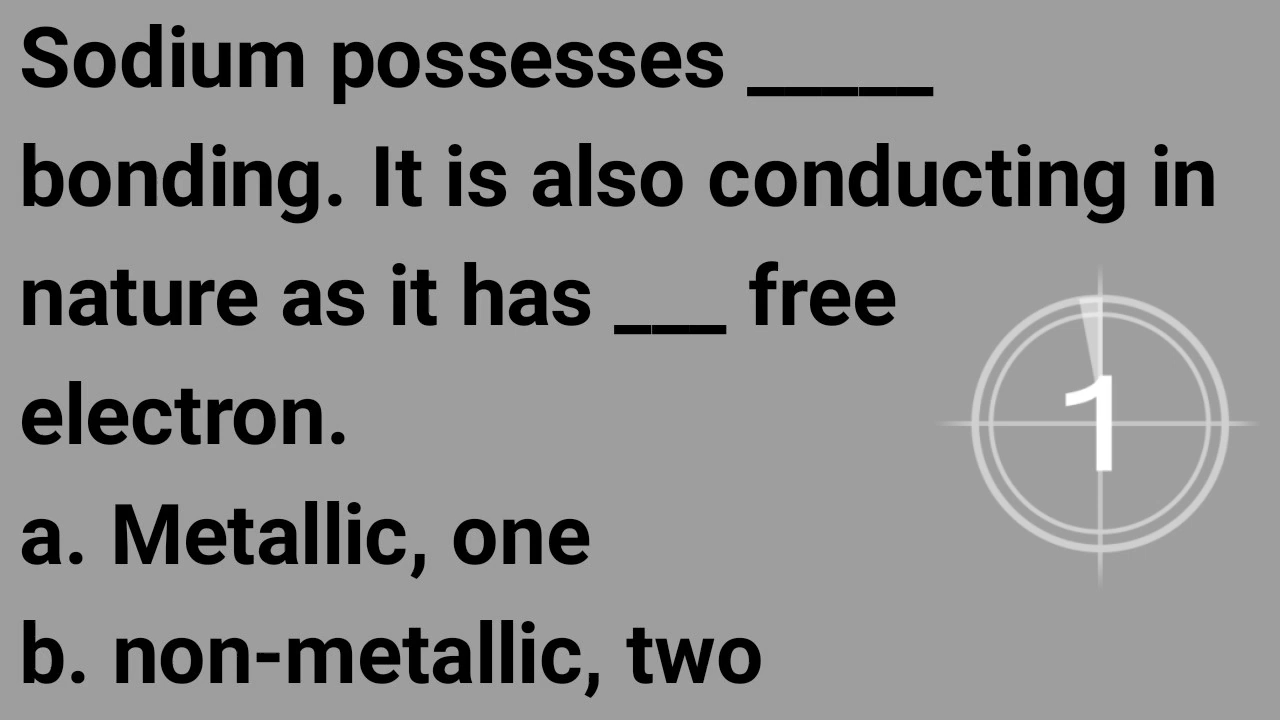 Sodium possesses _____
bonding. It is also conducting in
nature as it has ___ free
electron.
1
a. Metallic, one
b. non-metallic, two